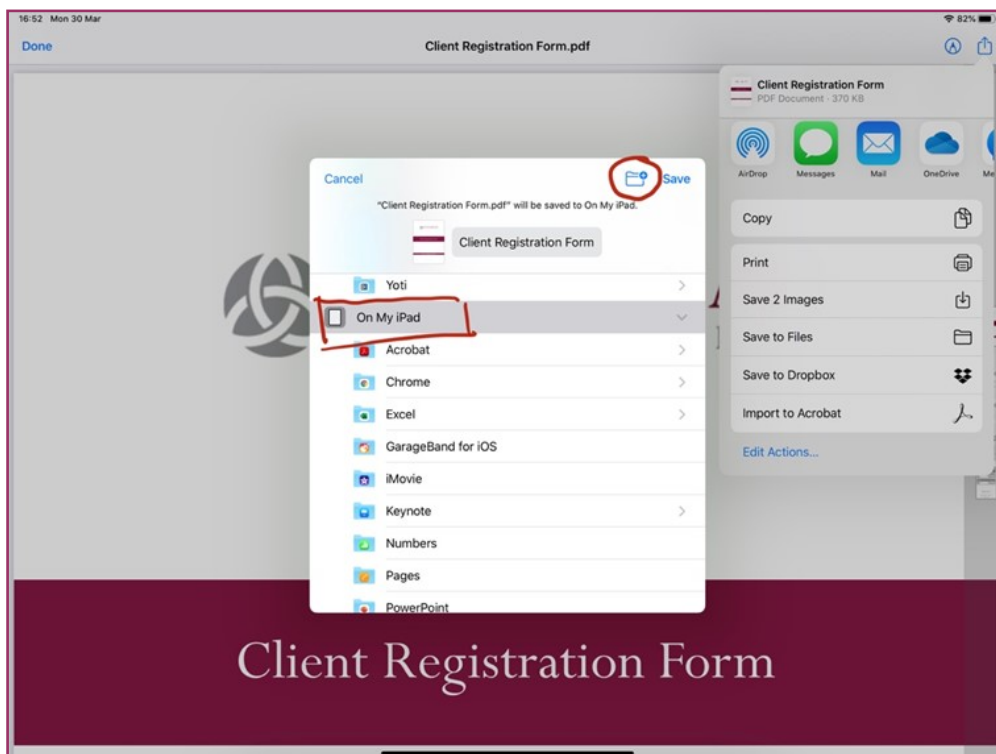 16:52 Mon 30 Mar
82%
Done
Client Registration Form.pdf
Client Registration Form
PDF Document · 370 KB
AirDrop
Messages
Mail
OneDrive
Me
Copy
Print
Save 2 Images
Save to Files
Save to Dropbox
Import to Acrobat
Edit Actions...
Cancel
Save
"Client Registration Form.pdf" will be saved to On My iPad.
Client Registration Form
Yoti
On My iPad
Acrobat
Chrome
Excel
GarageBand for iOS
iMovie
Keynote
Numbers
Pages
PowerPoint
Client Registration Form